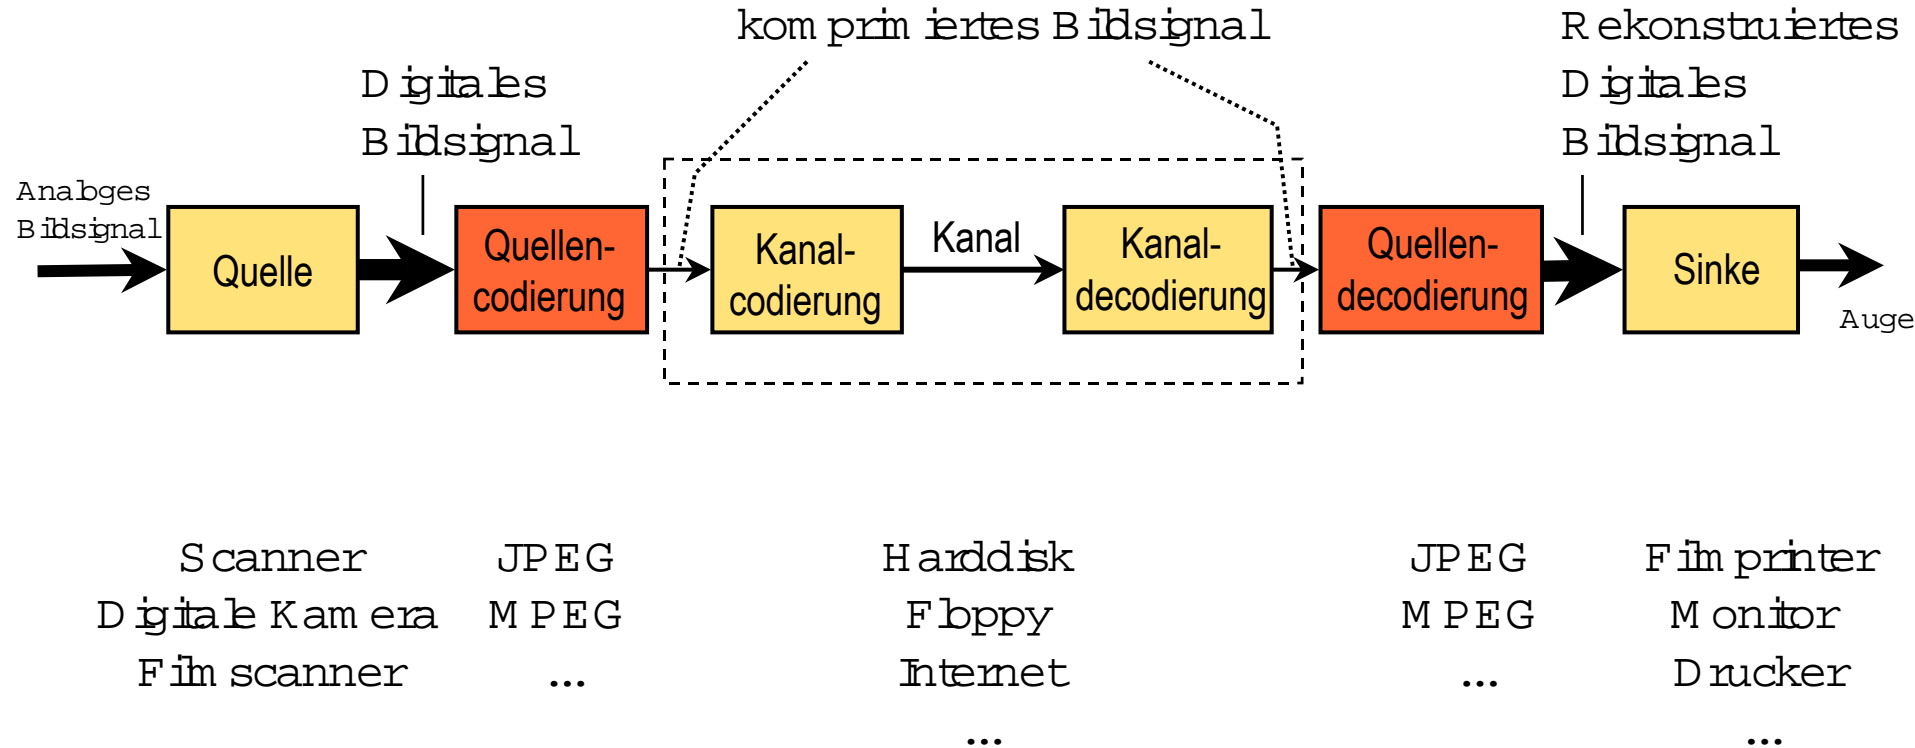 komprimiertes Bildsignal
Rekonstruiertes
Digitales
Bildsignal
Digitales
Bildsignal
Analoges
Bildsignal
Quelle
Quellen-
codierung
Kanal-
codierung
Kanal
Kanal-
decodierung
Quellen-
decodierung
Sinke
Auge
Scanner
Digitale Kamera
Filmscanner
JPEG
MPEG
...
Harddisk
Floppy
Internet
...
JPEG
MPEG
...
Filmprinter
Monitor
Drucker
...